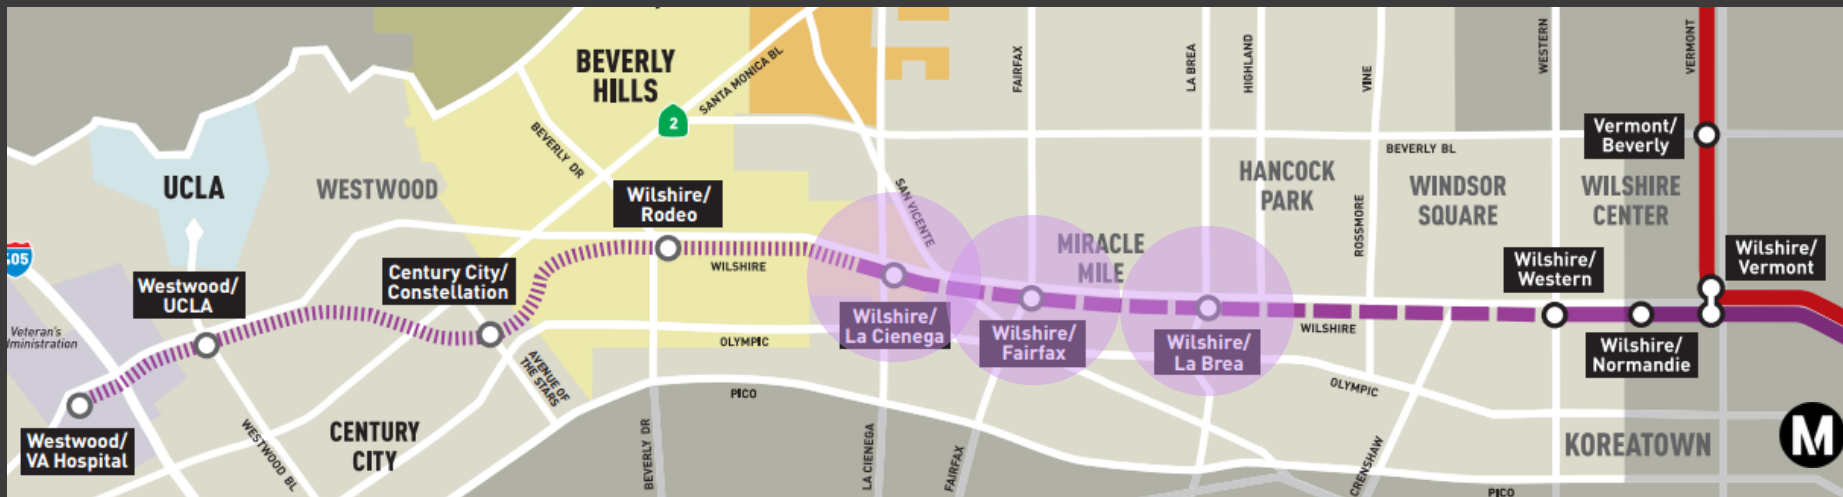 BEVERLY
HILLS
SANTA MONICA BL
2
BEVERLY DR
FAIRFAX
LA BREA
HIGHLAND
VINE
WESTERN
VERMONT
Vermont/
Beverly
BEVERLY BL
UCLA
WESTWOOD
Wilshire/
Rodeo
SAN VICENTE
HANCOCK
PARK
ROSSMORE
WINDSOR
SQUARE
WILSHIRE
CENTER
MIRACLE
MILE
405
Westwood/
UCLA
Century City/
Constellation
WILSHIRE
Wilshire/
Western
Wilshire/
Vermont
Veteran's
dministration
OLYMPIC
Wilshire/
La Cienega
Wilshire/
Fairfax
Wilshire/
La Brea
WILSHIRE
Wilshire/
Normandie
AVENUE OF
THE STARS
PICO
OLYMPIC
Westwood/
VA Hospital
WESTWOOD BL
CENTURY
CITY
BEVERLY DR
LA CIENEGA
FAIRFAX
CRENSHAW
KOREATOWN
M
PICO